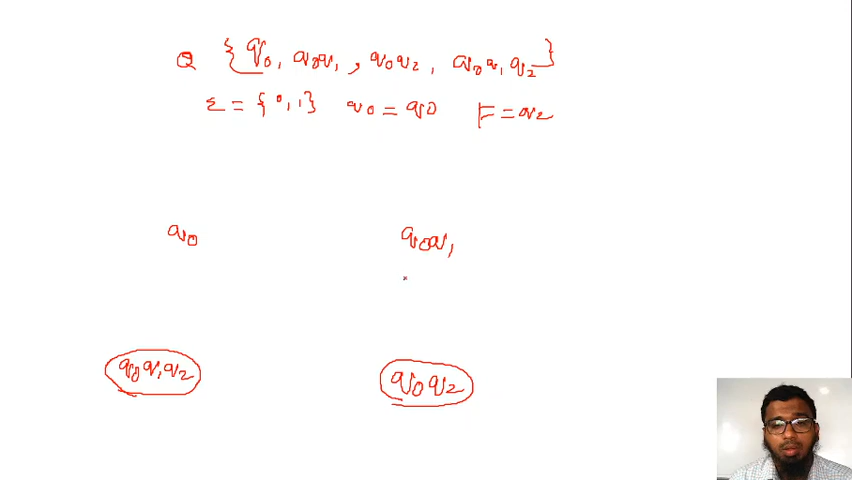 Q {q0, q0q1, q0q2, q0q1q2}
Σ = {0,1} q0 = q0 F = q2
q0 q0q1
q0q1q2 q0q2